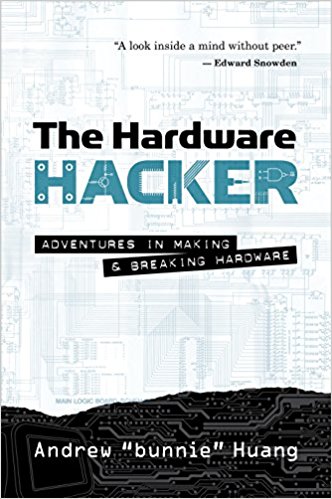 “A look inside a mind without peer.”
— Edward Snowden
The Hardware
HACKER
ADVENTURES IN MAKING
& BREAKING HARDWARE
MAIN LOGIC BOARD
Andrew "bunnie" Huang